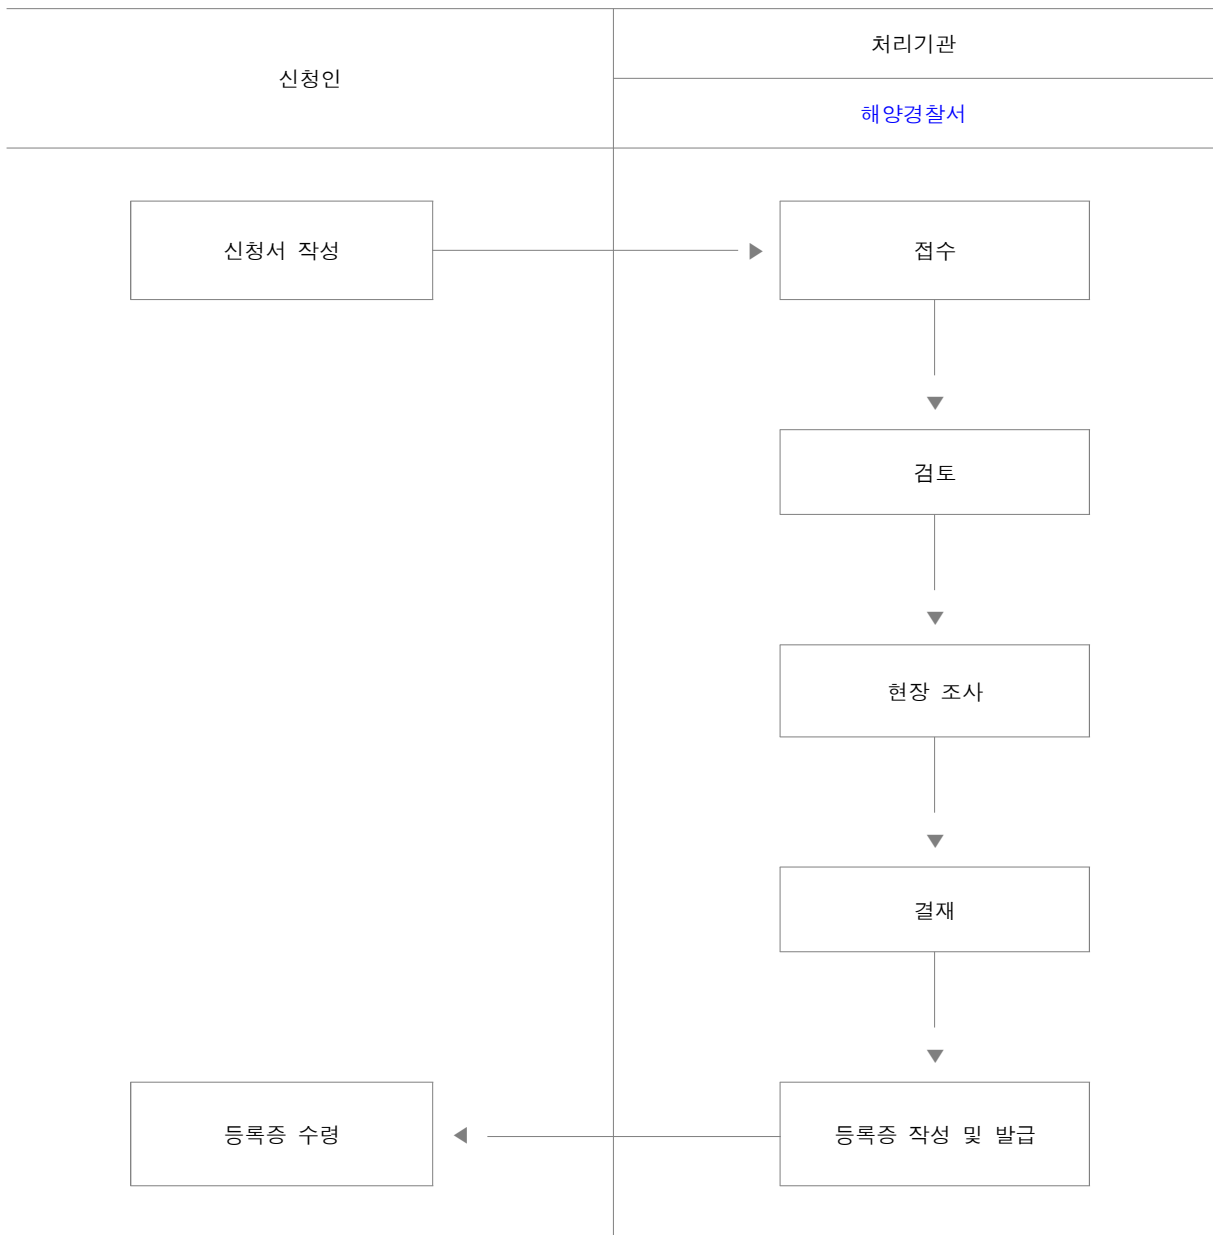 신청인
처리기관
해양경찰서
신청서 작성
접수
검토
현장 조사
결재
등록증 수령
등록증 작성 및 발급